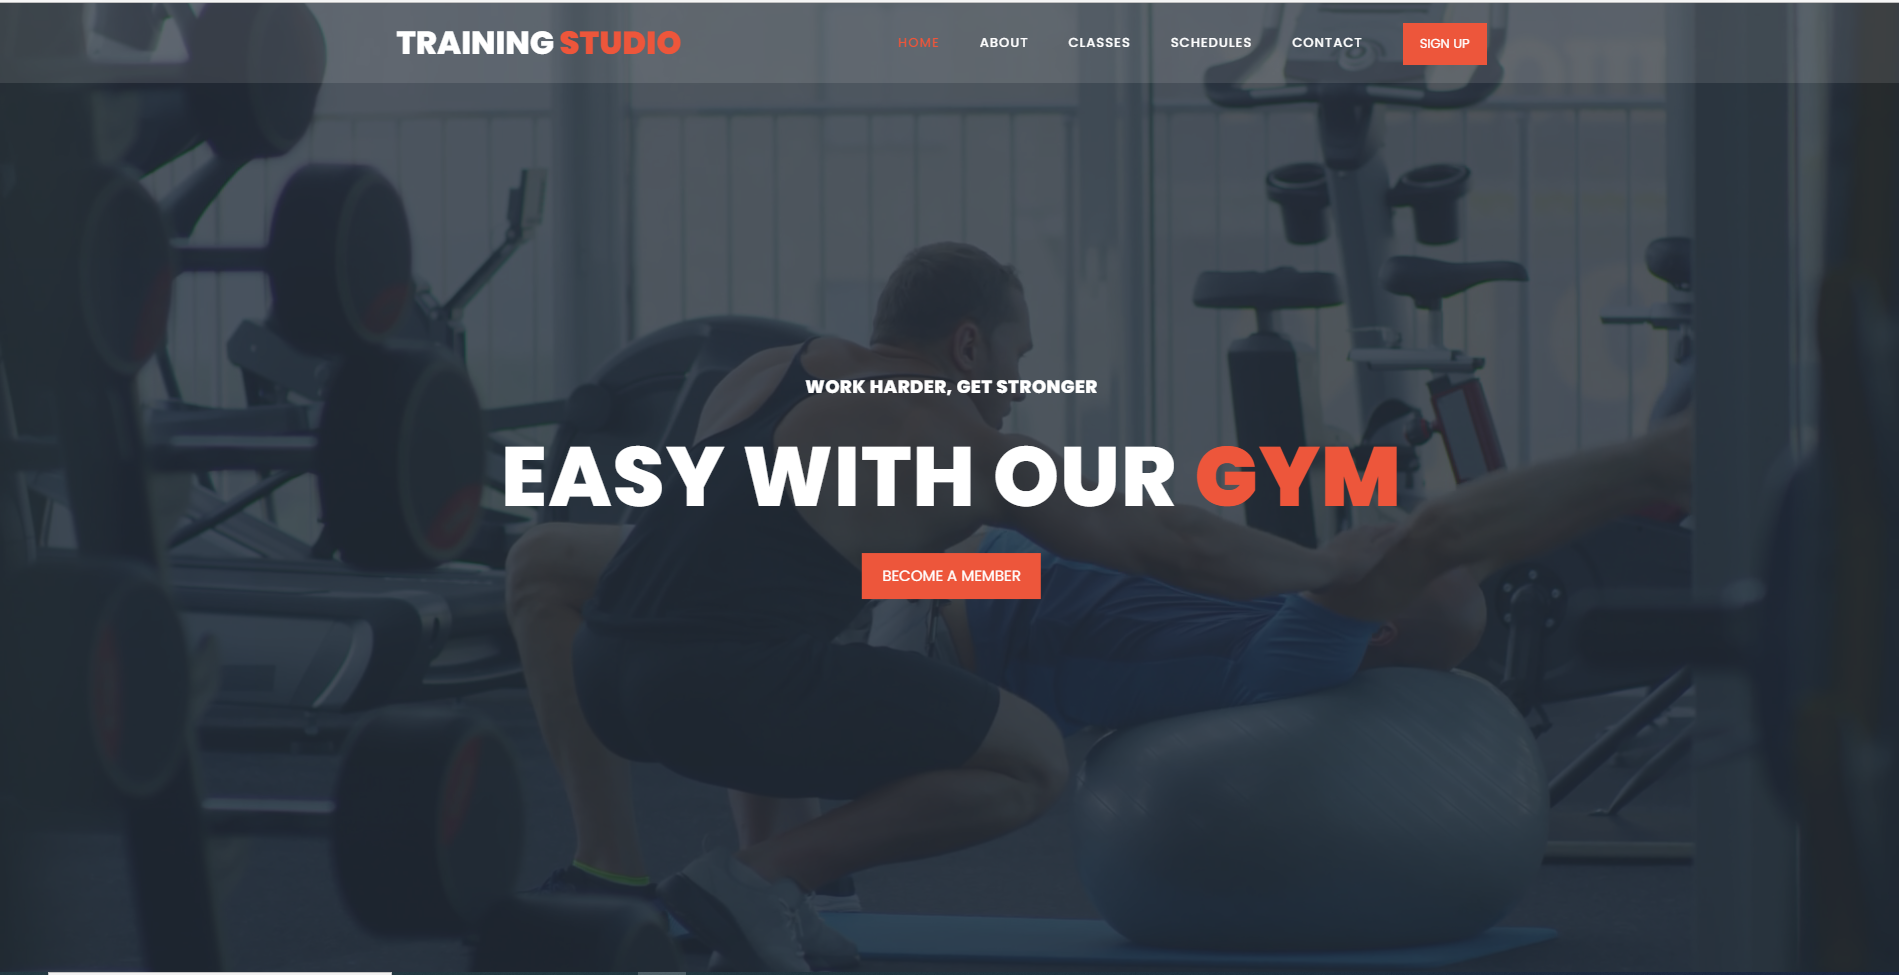 TRAINING STUDIO
HOME ABOUT CLASSES SCHEDULES CONTACT SIGN UP
WORK HARDER, GET STRONGER
EASY WITH OUR GYM
BECOME A MEMBER